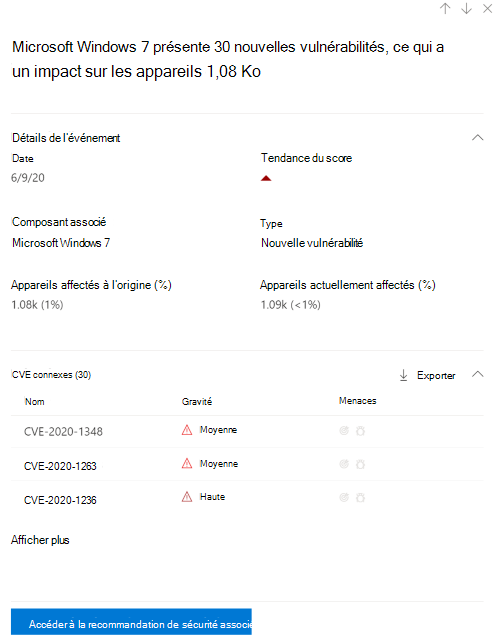 Microsoft Windows 7 présente 30 nouvelles vulnérabilités, ce qui a
un impact sur les appareils 1,08 Ko
Détails de l'événement
Date
Tendance du score
6/9/20
Composant associé
Type
Microsoft Windows 7
Nouvelle vulnérabilité
Appareils affectés à l'origine (%)
Appareils actuellement affectés (%)
1.08k (1%)
1.09k (<1%)
CVE connexes (30)
Exporter
Nom
Gravité
Menaces
CVE-2020-1348
Moyenne
CVE-2020-1263
Moyenne
CVE-2020-1236
Haute
Afficher plus
Accéder à la recommandation de sécurité associé